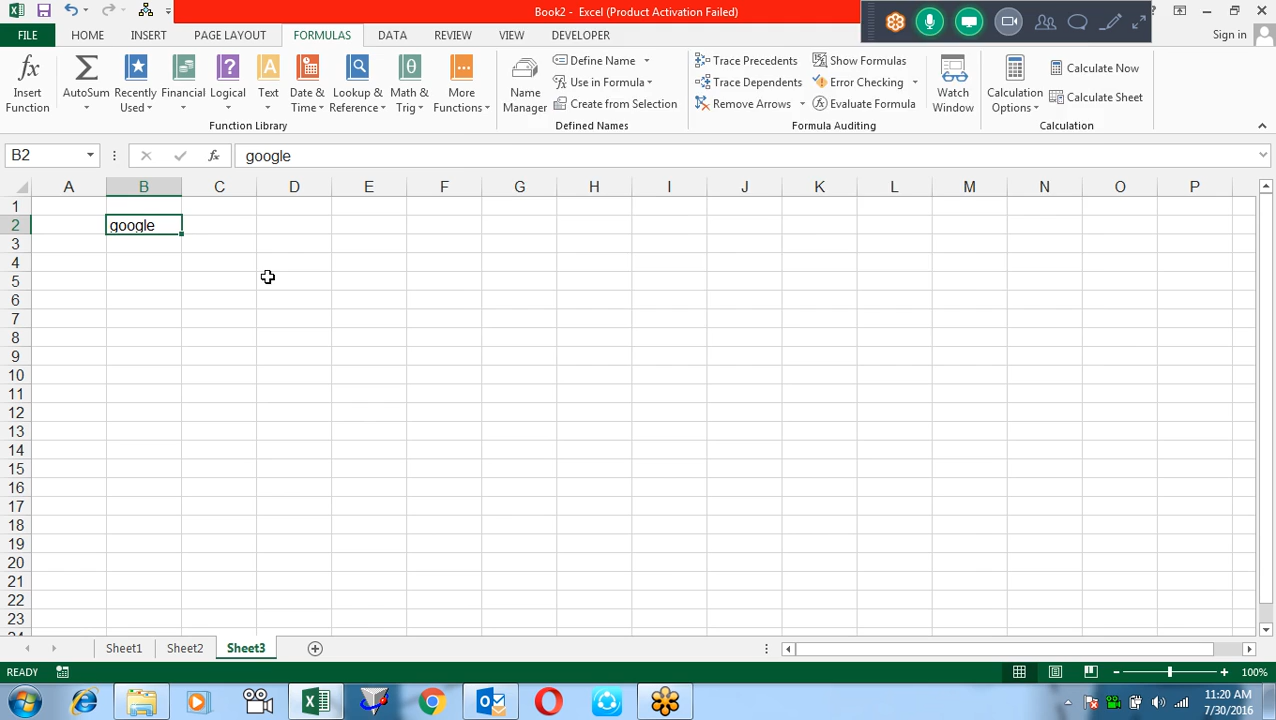 Book2 - Excel (Product Activation Failed)
FILE HOME INSERT PAGE LAYOUT FORMULAS DATA REVIEW VIEW DEVELOPER Sign in
Insert Function
AutoSum
Recently Used
Financial
Logical
Text
Date & Time
Lookup & Reference
Math & Trig
More Functions
Function Library
Name Manager
Define Name
Use in Formula
Create from Selection
Defined Names
Trace Precedents
Trace Dependents
Remove Arrows
Show Formulas
Error Checking
Evaluate Formula
Formula Auditing
Watch Window
Calculation Options
Calculate Now
Calculate Sheet
Calculation
B2 fx google
A B C D E F G H I J K L M N O P
1
2 google
3
4
5
6
7
8
9
10
11
12
13
14
15
16
17
18
19
20
21
22
23
24
Sheet1 Sheet2 Sheet3
READY 100%
11:20 AM
7/30/2016